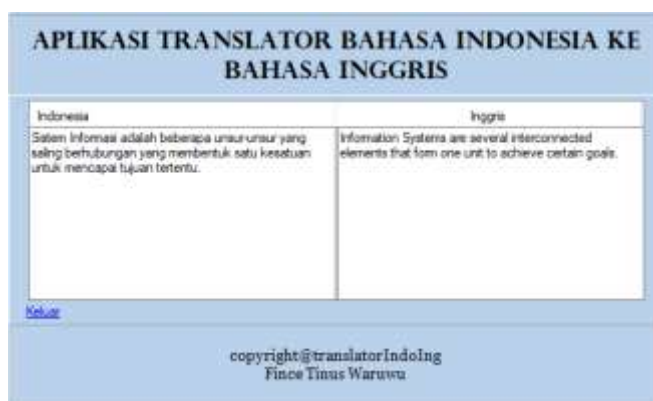 APLIKASI TRANSLATOR BAHASA INDONESIA KE
BAHASA INGGRIS
Indonesia
Inggris
Sistem Informasi adalah beberapa unsur-unsur yang
saling berhubungan yang membentuk satu kesatuan
untuk mencapai tujuan tertentu.
Information Systems are several interconnected
elements that form one unit to achieve certain goals.
Keluar
copyright@translatorIndoIng
Fince Tinus Waruwu